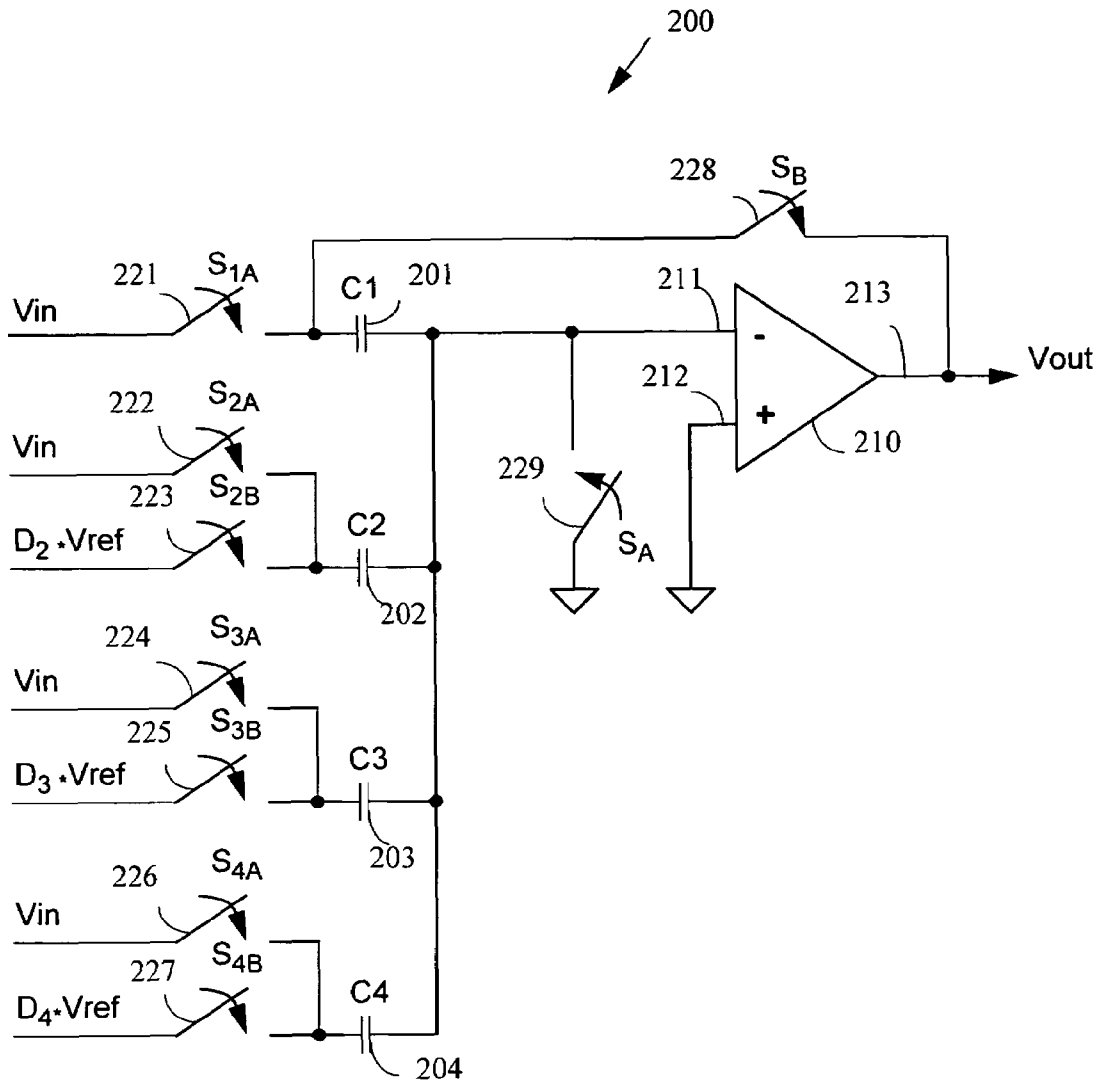 200
228 S_B
221 S_1A C1 201 211 213
Vin - Vout
222 S_2A 212
Vin + 210
223 S_2B C2 229
D_2 * Vref S_A
202
224 S_3A
Vin
225 S_3B C3
D_3 * Vref
203
226 S_4A
Vin
227 S_4B C4
D_4 * Vref
204